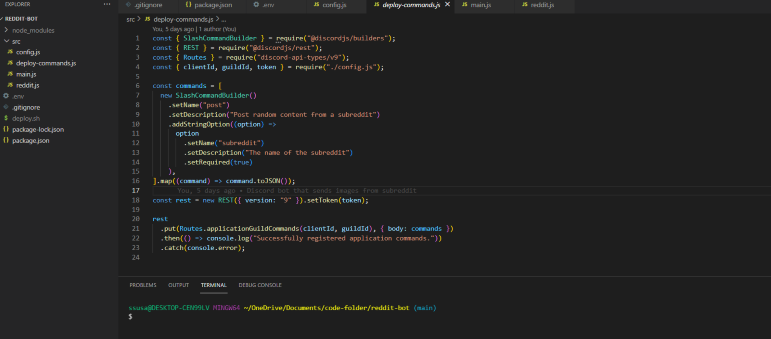 EXPLORER ···
REDDIT-BOT
node_modules
src
JS config.js
JS deploy-commands.js
JS main.js
JS reddit.js
.env
.gitignore
$ deploy.sh
{} package-lock.json
{} package.json
.gitignore {} package.json .env JS config.js JS deploy-commands.js × JS main.js JS reddit.js
src > JS deploy-commands.js > ...
You, 5 days ago | 1 author (You)
1 const { SlashCommandBuilder } = require("@discordjs/builders");
2 const { REST } = require("@discordjs/rest");
3 const { Routes } = require("discord-api-types/v9");
4 const { clientId, guildId, token } = require("./config.js");
5
6 const commands = [
7 new SlashCommandBuilder()
8 .setName("post")
9 .setDescription("Post random content from a subreddit")
10 .addStringOption((option) =>
11 option
12 .setName("subreddit")
13 .setDescription("The name of the subreddit")
14 .setRequired(true)
15 ),
16 ].map((command) => command.toJSON());
17 You, 5 days ago • Discord bot that sends images from subreddit
18 const rest = new REST({ version: "9" }).setToken(token);
19
20 rest
21 .put(Routes.applicationGuildCommands(clientId, guildId), { body: commands })
22 .then(() => console.log("Successfully registered application commands."))
23 .catch(console.error);
24
PROBLEMS OUTPUT TERMINAL DEBUG CONSOLE
ssusa@DESKTOP-CEN99LV MINGW64 ~/OneDrive/Documents/code-folder/reddit-bot (main)
$